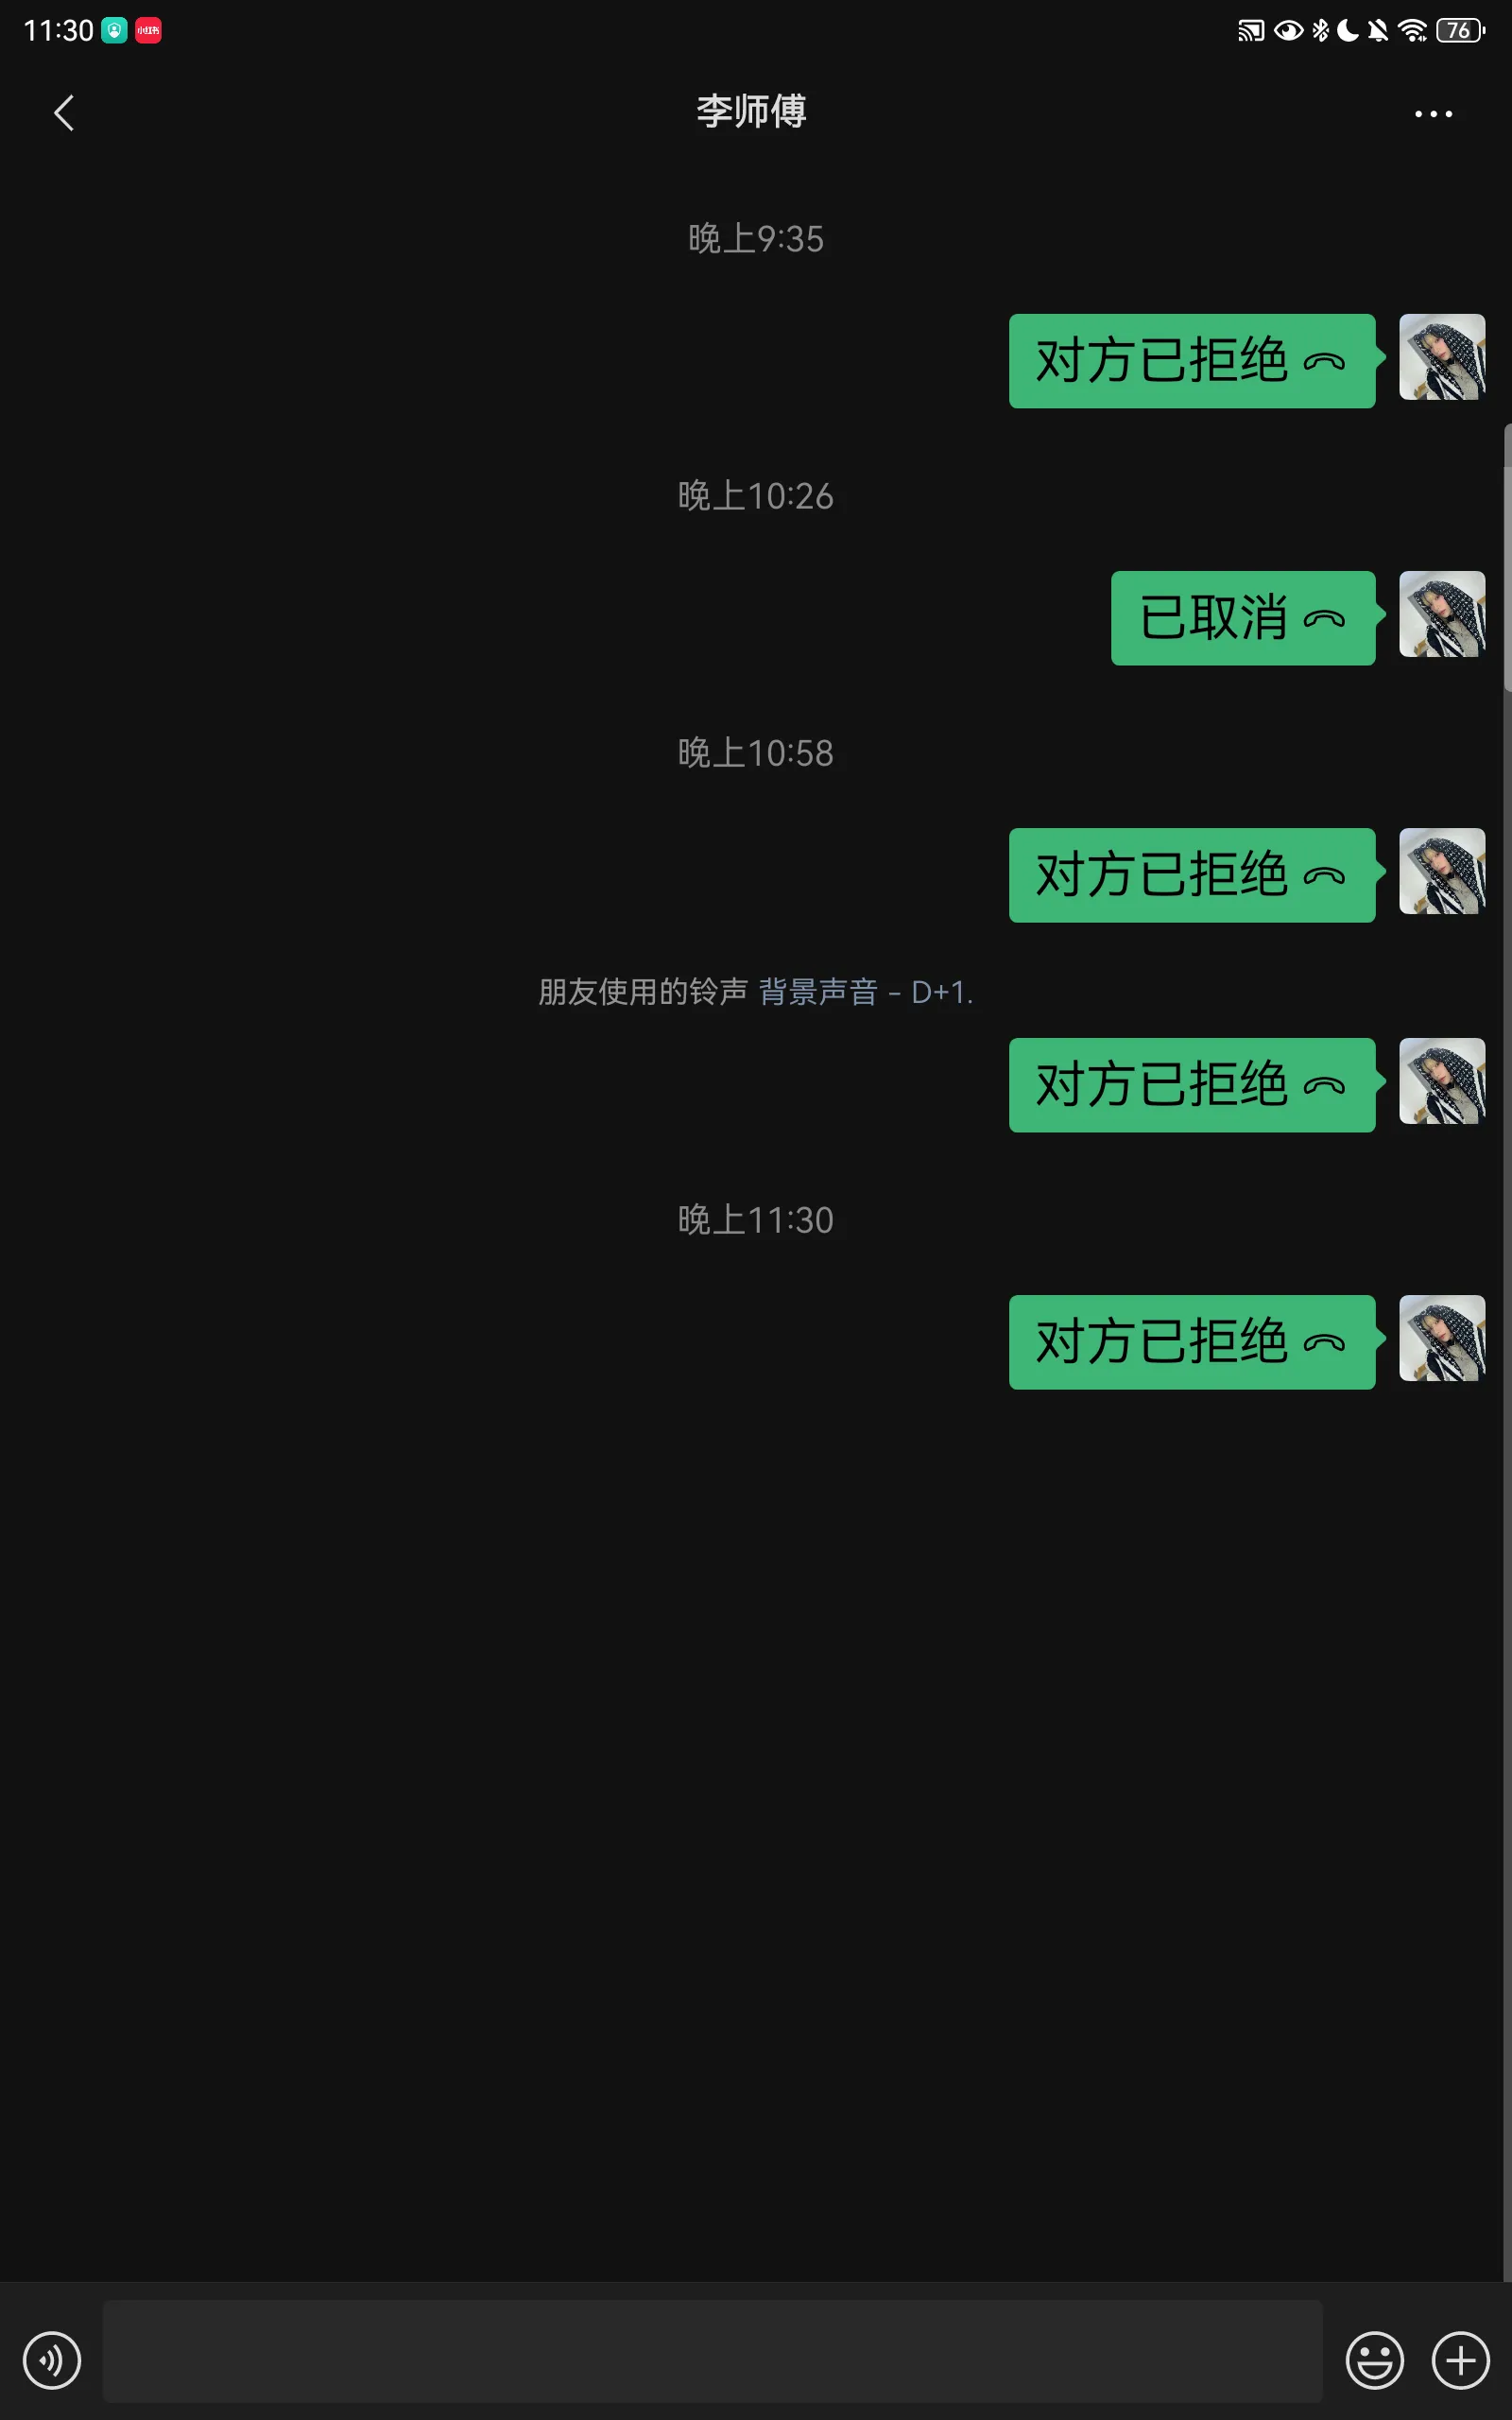 11:30 小红书 76
李师傅
晚上9:35
对方已拒绝
晚上10:26
已取消
晚上10:58
对方已拒绝
朋友使用的铃声 背景声音 - D+1.
对方已拒绝
晚上11:30
对方已拒绝